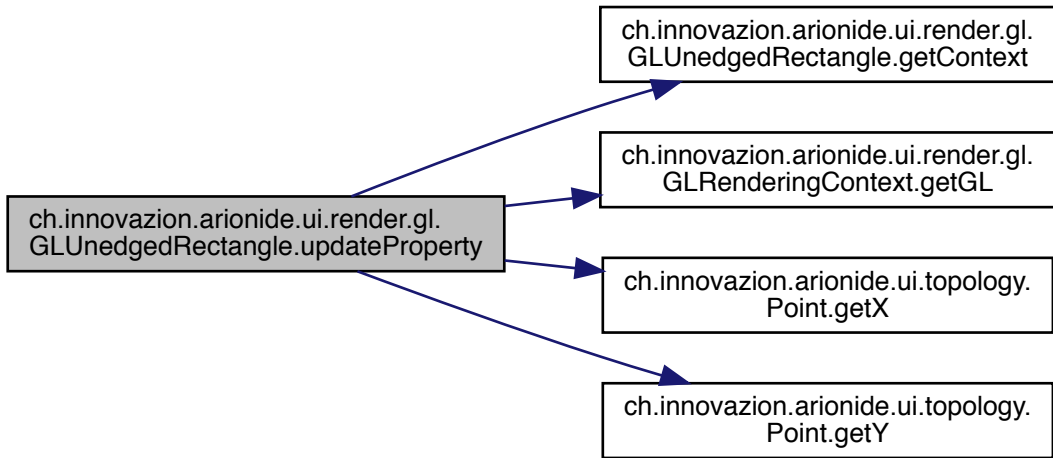 ch.innovazion.arionide.ui.render.gl.
GLUnedgedRectangle.getContext
ch.innovazion.arionide.ui.render.gl.
GLRenderingContext.getGL
ch.innovazion.arionide.ui.render.gl.
GLUnedgedRectangle.updateProperty
ch.innovazion.arionide.ui.topology.
Point.getX
ch.innovazion.arionide.ui.topology.
Point.getY